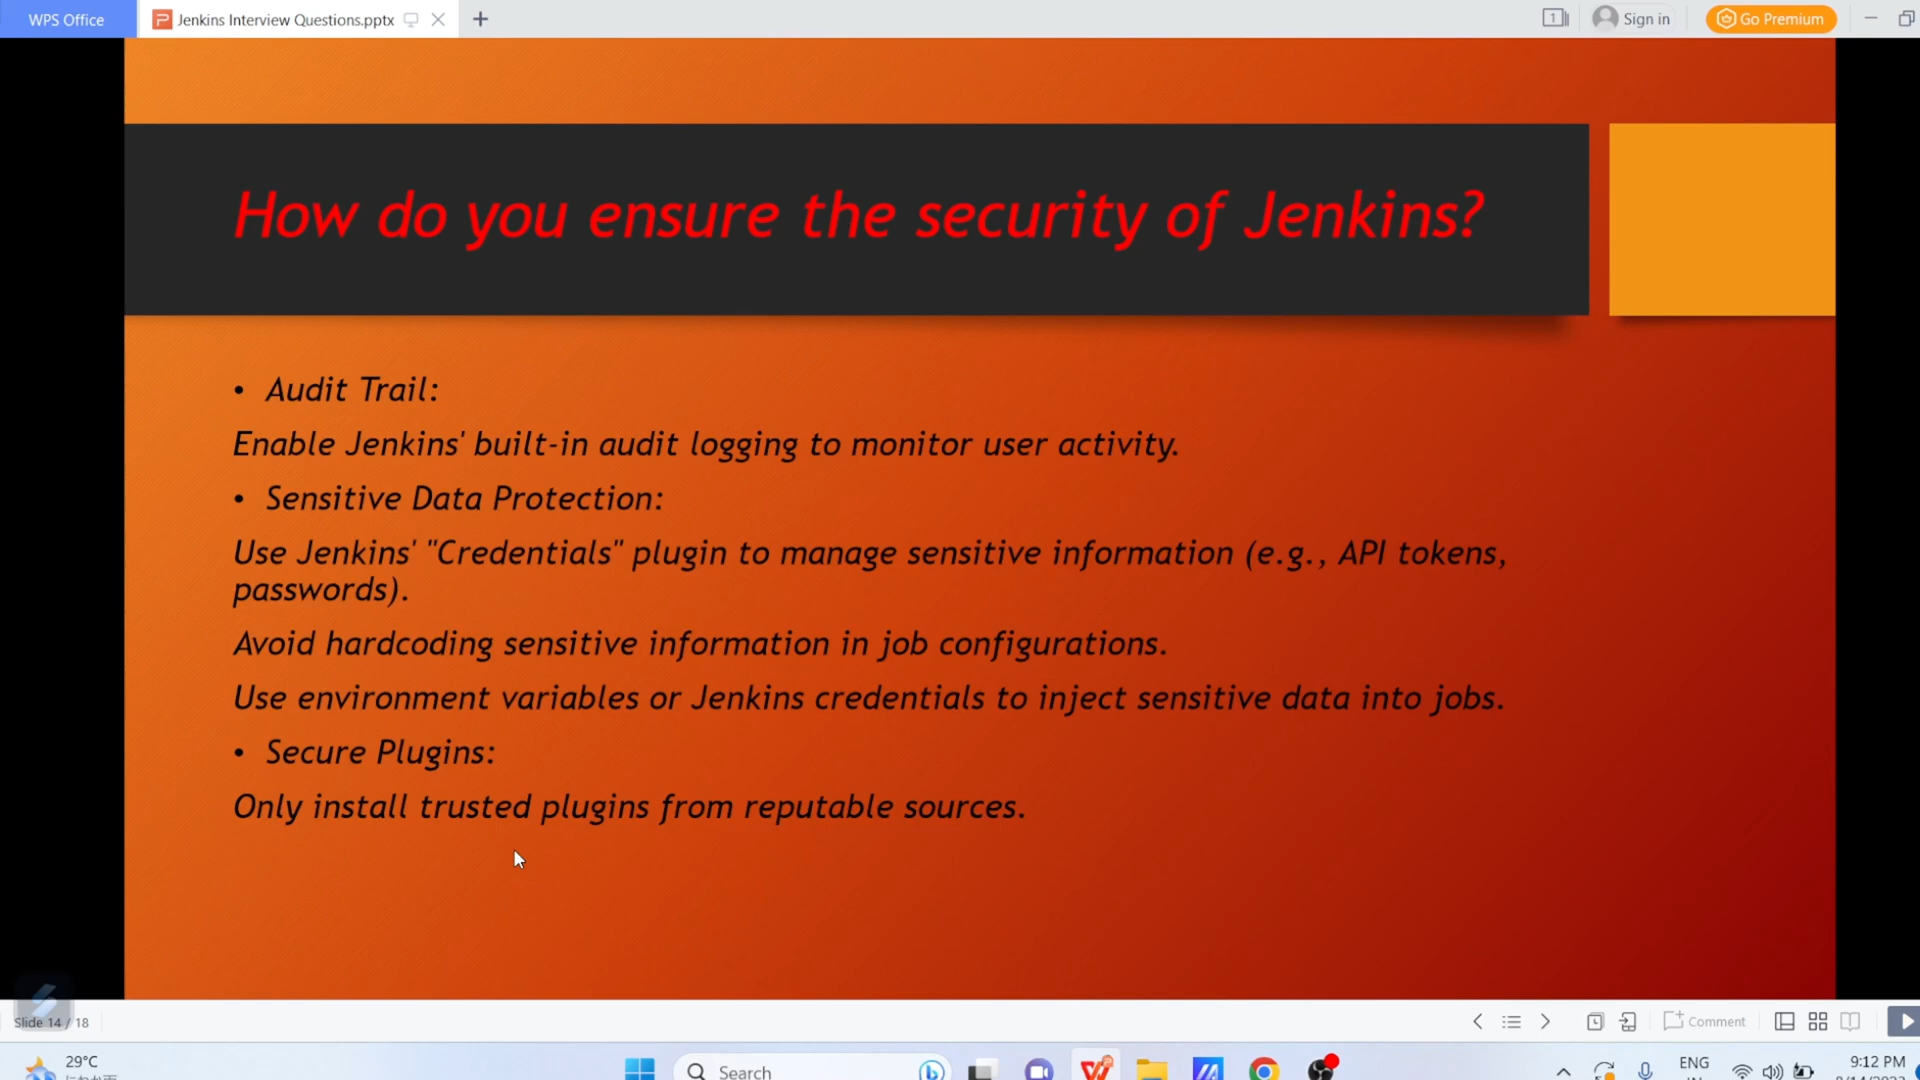 WPS Office
Jenkins Interview Questions.pptx
1
Sign in
Go Premium
How do you ensure the security of Jenkins?
• Audit Trail:
Enable Jenkins' built-in audit logging to monitor user activity.
• Sensitive Data Protection:
Use Jenkins' "Credentials" plugin to manage sensitive information (e.g., API tokens,
passwords).
Avoid hardcoding sensitive information in job configurations.
Use environment variables or Jenkins credentials to inject sensitive data into jobs.
• Secure Plugins:
Only install trusted plugins from reputable sources.
Slide 14 / 18
Comment
29°C
Search
ENG
9:12 PM